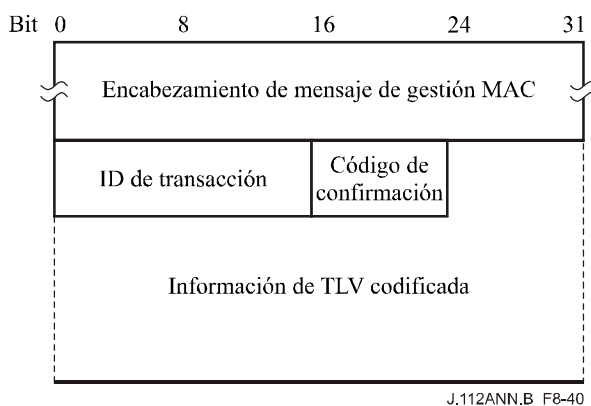 Bit 0 8 16 24 31
Encabezamiento de mensaje de gestión MAC
ID de transacción
Código de
confirmación
Información de TLV codificada
J.112ANN.B F8-40